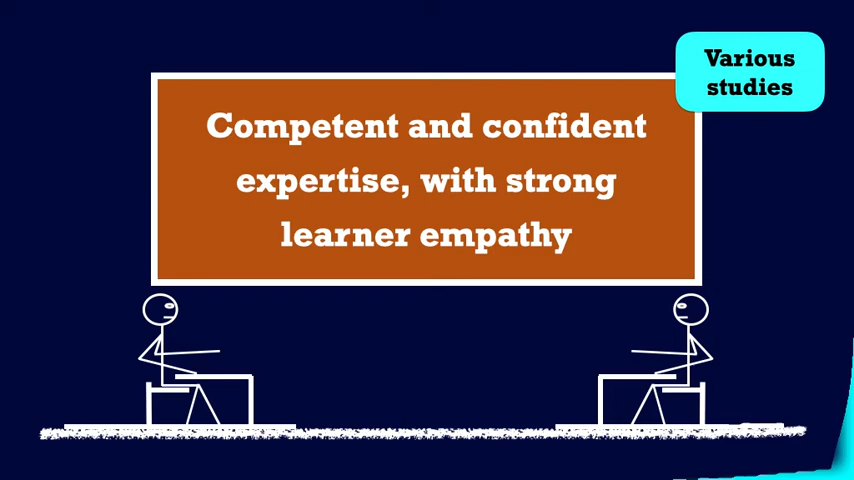 Various
studies
Competent and confident
expertise, with strong
learner empathy